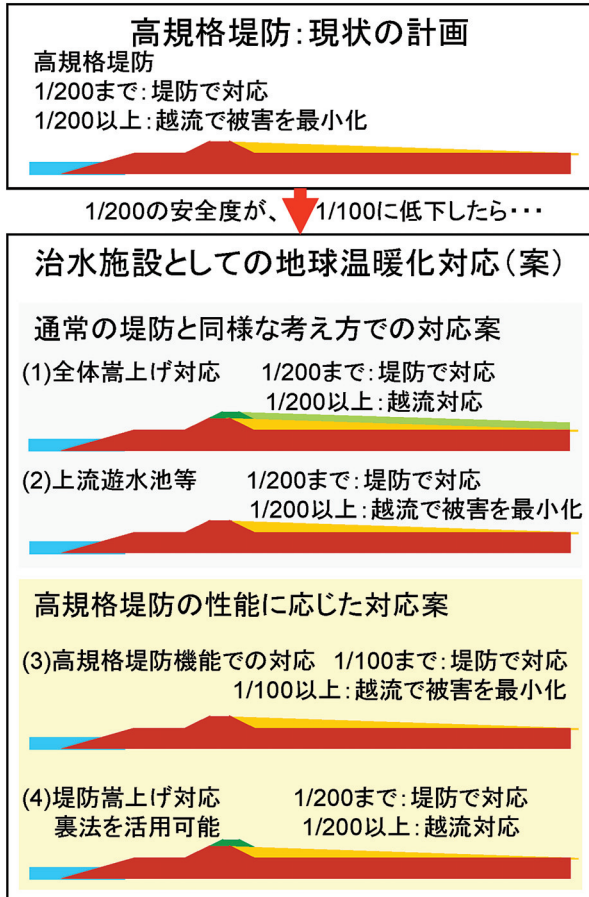 高規格堤防：現状の計画
高規格堤防
1/200まで：堤防で対応
1/200以上：越流で被害を最小化
1/200の安全度が、 1/100に低下したら・・・
治水施設としての地球温暖化対応（案）
通常の堤防と同様な考え方での対応案
(1)全体嵩上げ対応 1/200まで：堤防で対応
1/200以上：越流対応
(2)上流遊水池等 1/200まで：堤防で対応
1/200以上：越流で被害を最小化
高規格堤防の性能に応じた対応案
(3)高規格堤防機能での対応 1/100まで：堤防で対応
1/100以上：越流で被害を最小化
(4)堤防嵩上げ対応 1/200まで：堤防で対応
裏法を活用可能 1/200以上：越流対応